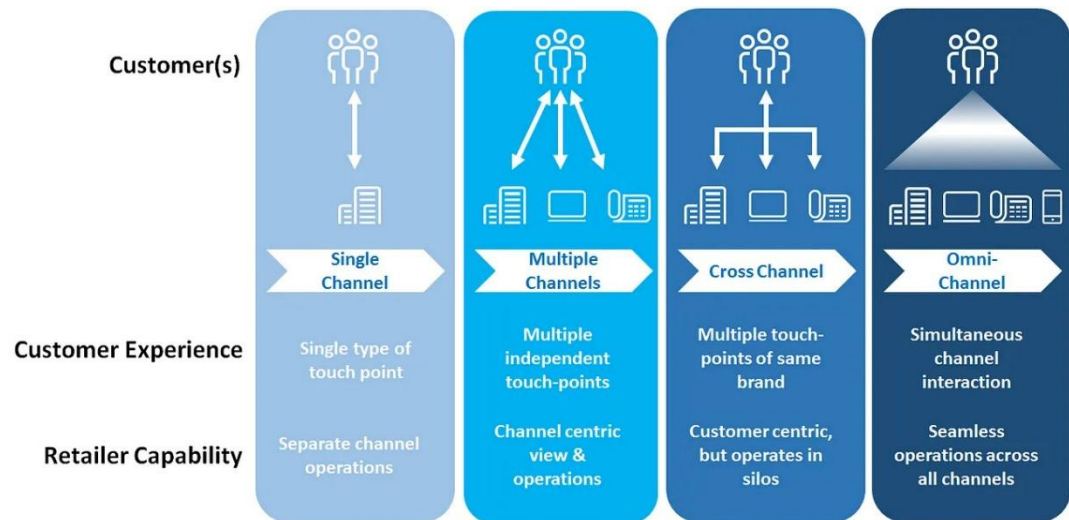 Customer(s)
Single
Channel
Multiple
Channels
Cross Channel
Omni-
Channel
Customer Experience
Single type of
touch point
Multiple
independent
touch-points
Multiple touch-
points of same
brand
Simultaneous
channel
interaction
Retailer Capability
Separate channel
operations
Channel centric
view &
operations
Customer centric,
but operates in
silos
Seamless
operations across
all channels